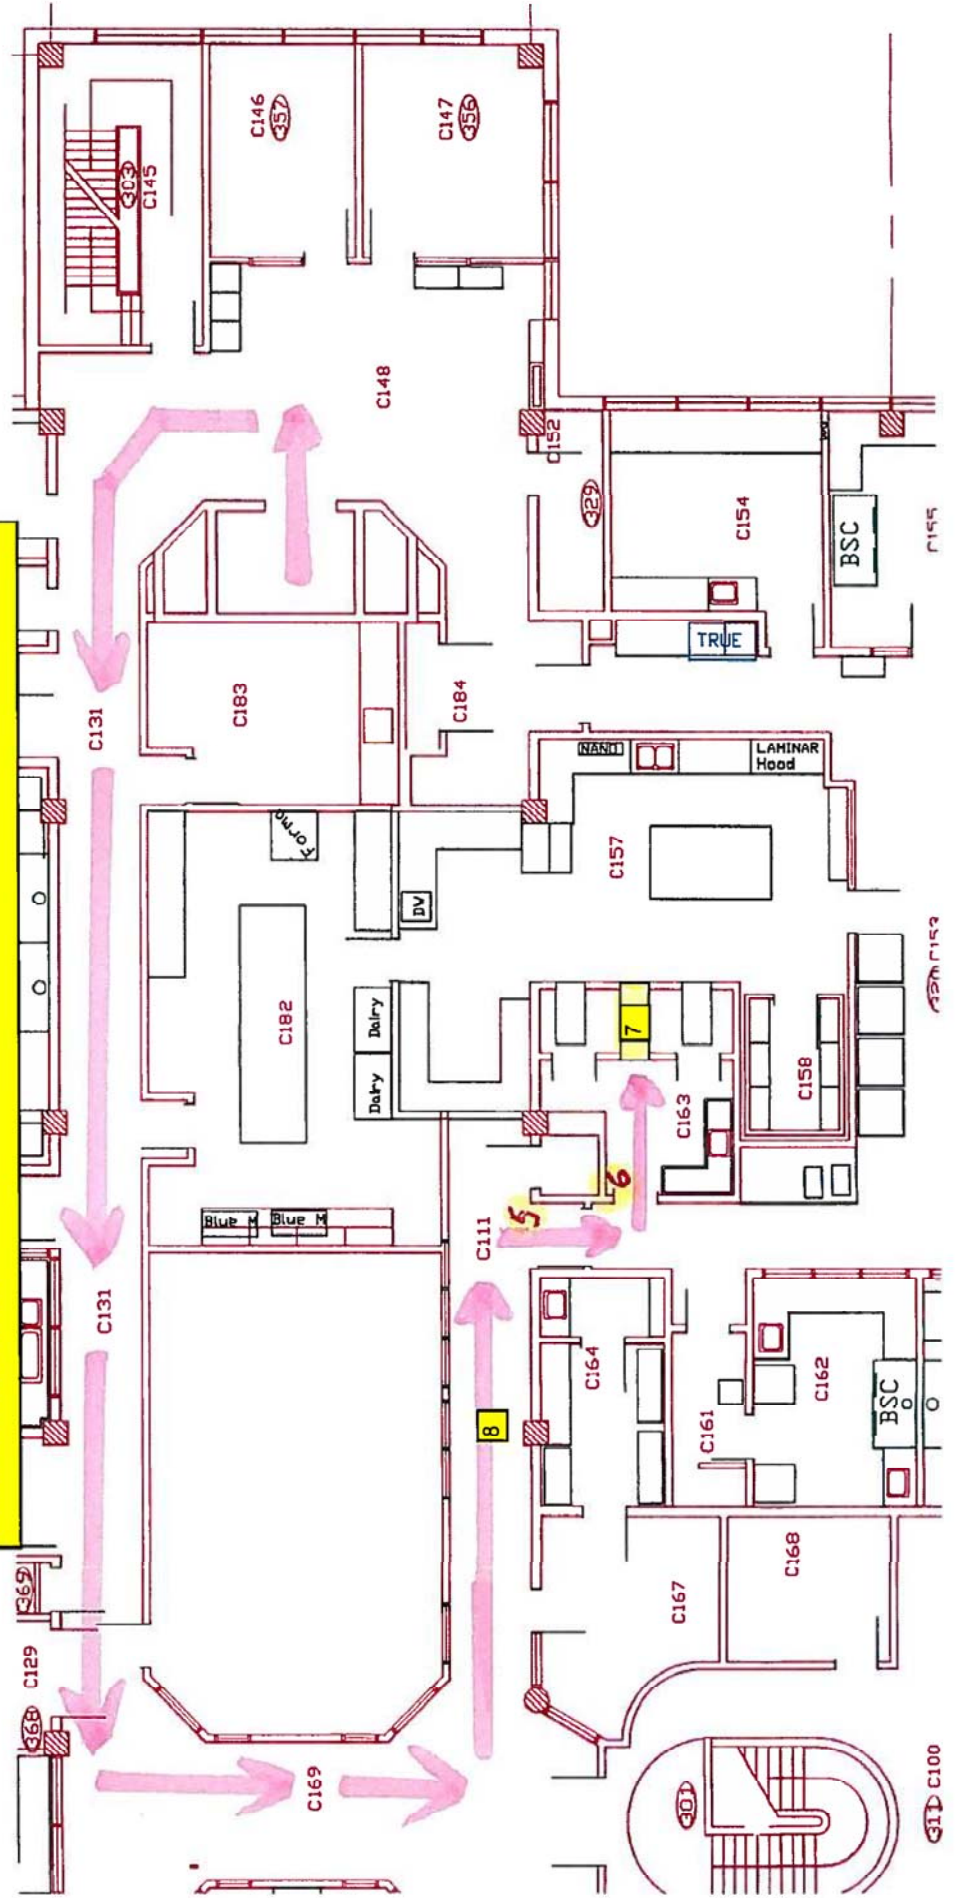 C146
357
C147
356
303
C145
C148
C152
329
C154
BSC
C155
TRUE
C131
C183
C184
NANO
LAMINAR
Hood
Forma
C157
DV
C182
Dairy
Dairy
7
C158
C163
6
5
C111
Blue M
Blue M
C131
C164
8
C161
C162
BSC
C167
C168
367
C129
368
C169
301
311
C100